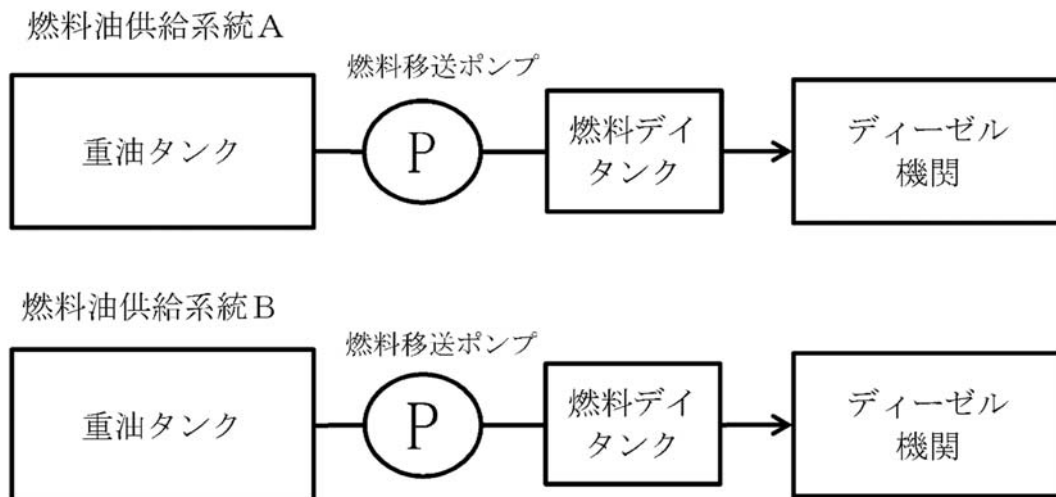 燃料油供給系統A
燃料移送ポンプ
重油タンク
P
燃料デイ
タンク
ディーゼル
機関
燃料油供給系統B
燃料移送ポンプ
重油タンク
P
燃料デイ
タンク
ディーゼル
機関